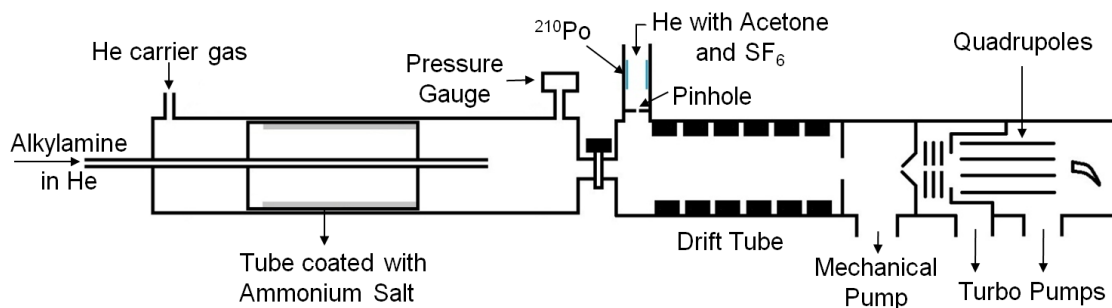 He carrier gas
Pressure
Gauge
²¹⁰Po
He with Acetone
and SF₆
Pinhole
Quadrupoles
Alkylamine
in He
Tube coated with
Ammonium Salt
Drift Tube
Mechanical
Pump
Turbo Pumps